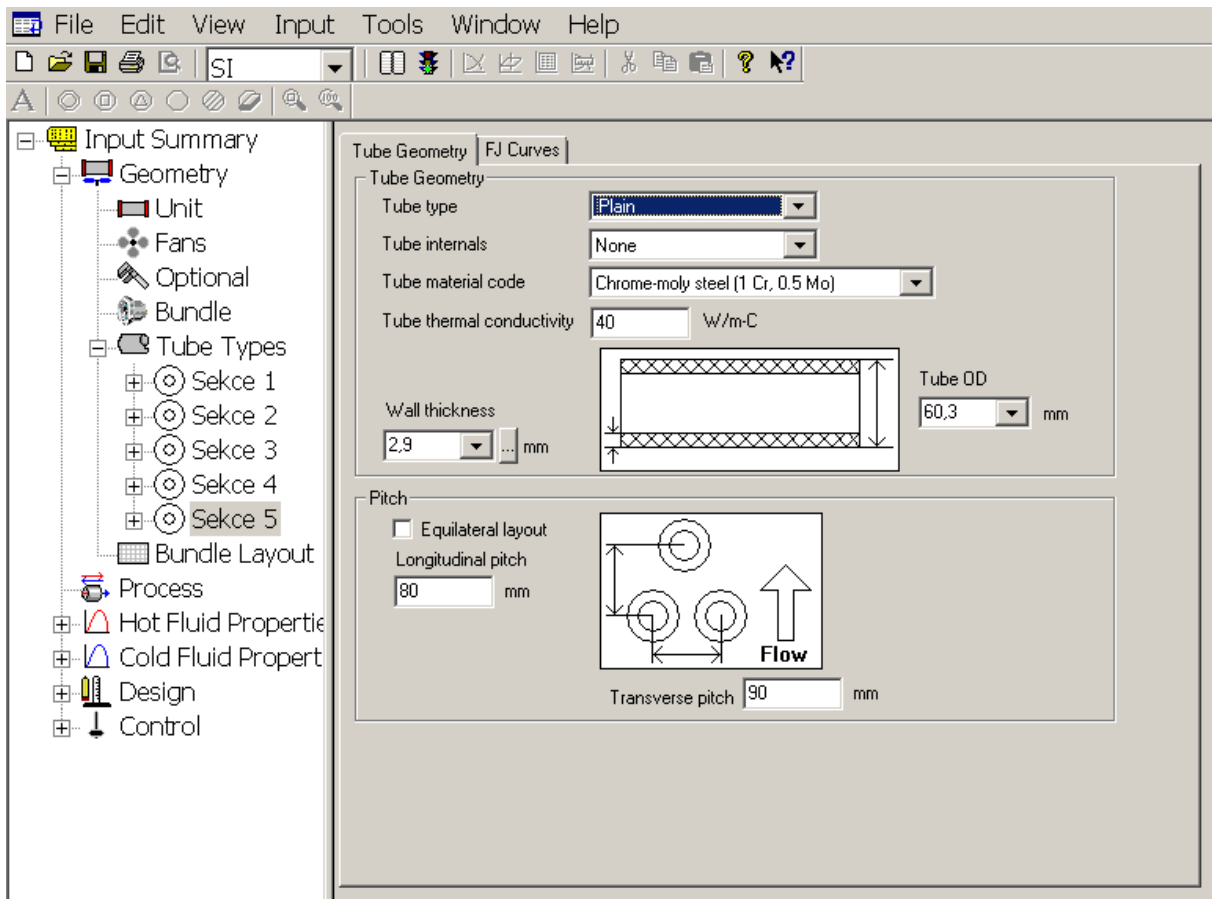 File Edit View Input Tools Window Help
SI
Input Summary
Geometry
Unit
Fans
Optional
Bundle
Tube Types
Sekce 1
Sekce 2
Sekce 3
Sekce 4
Sekce 5
Bundle Layout
Process
Hot Fluid Propertie
Cold Fluid Propert
Design
Control
Tube Geometry FJ Curves
Tube Geometry
Tube type Plain
Tube internals None
Tube material code Chrome-moly steel (1 Cr, 0.5 Mo)
Tube thermal conductivity 40 W/m-C
Wall thickness
2,9 ... mm
Tube OD
60,3 mm
Pitch
Equilateral layout
Longitudinal pitch
80 mm
Flow
Transverse pitch 90 mm